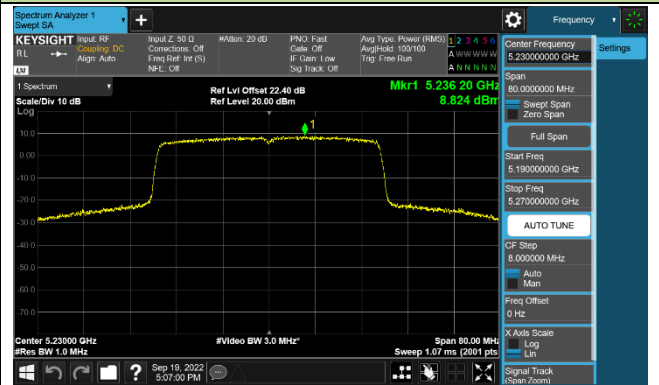 Spectrum Analyzer 1
Swept SA
+
Frequency
KEYSIGHT
RL
LXI
Input: RF
Coupling: DC
Align: Auto
Input Z: 50 Ω
Corrections: Off
Freq Ref: Int (S)
NFE: Off
#Atten: 20 dB
PNO: Fast
Gate: Off
IF Gain: Low
Sig Track: Off
Avg Type: Power (RMS)
Avg|Hold: 100/100
Trig: Free Run
1 2 3 4 5 6
A W W W W W
A N N N N N
1 Spectrum
Scale/Div 10 dB
Log
Ref Lvl Offset 22.40 dB
Ref Level 20.00 dBm
Mkr1 5.236 20 GHz
8.824 dBm
1
10.0
0.00
-10.0
-20.0
-30.0
-40.0
-50.0
-60.0
-70.0
Center 5.23000 GHz
#Res BW 1.0 MHz
#Video BW 3.0 MHz*
Span 80.00 MHz
Sweep 1.07 ms (2001 pts)
Sep 19, 2022
5:07:00 PM
?
Center Frequency
5.230000000 GHz
Settings
Span
80.0000000 MHz
Swept Span
Zero Span
Full Span
Start Freq
5.190000000 GHz
Stop Freq
5.270000000 GHz
AUTO TUNE
CF Step
8.000000 MHz
Auto
Man
Freq Offset
0 Hz
X Axis Scale
Log
Lin
Signal Track
(Span Zoom)